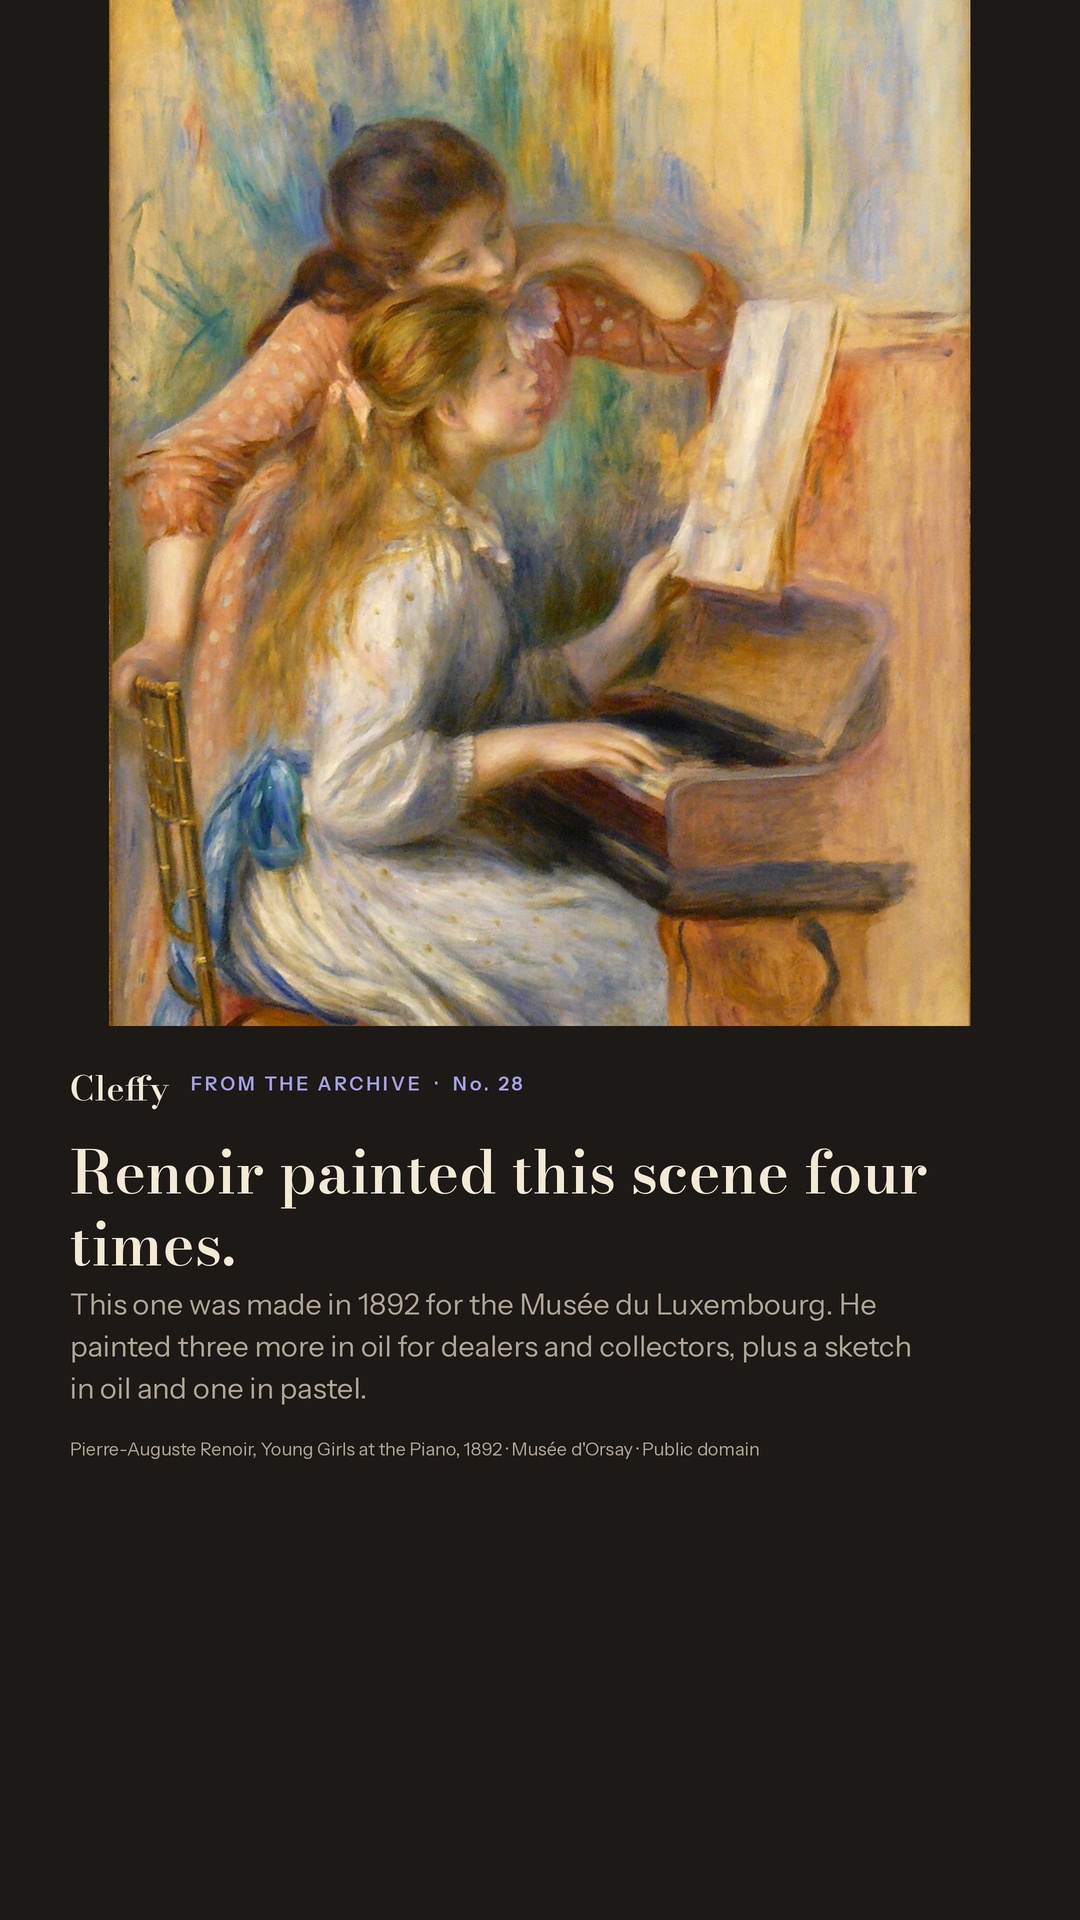 Cleffy FROM THE ARCHIVE · No. 28
Renoir painted this scene four
times.
This one was made in 1892 for the Musée du Luxembourg. He
painted three more in oil for dealers and collectors, plus a sketch
in oil and one in pastel.
Pierre-Auguste Renoir, Young Girls at the Piano, 1892 · Musée d'Orsay · Public domain